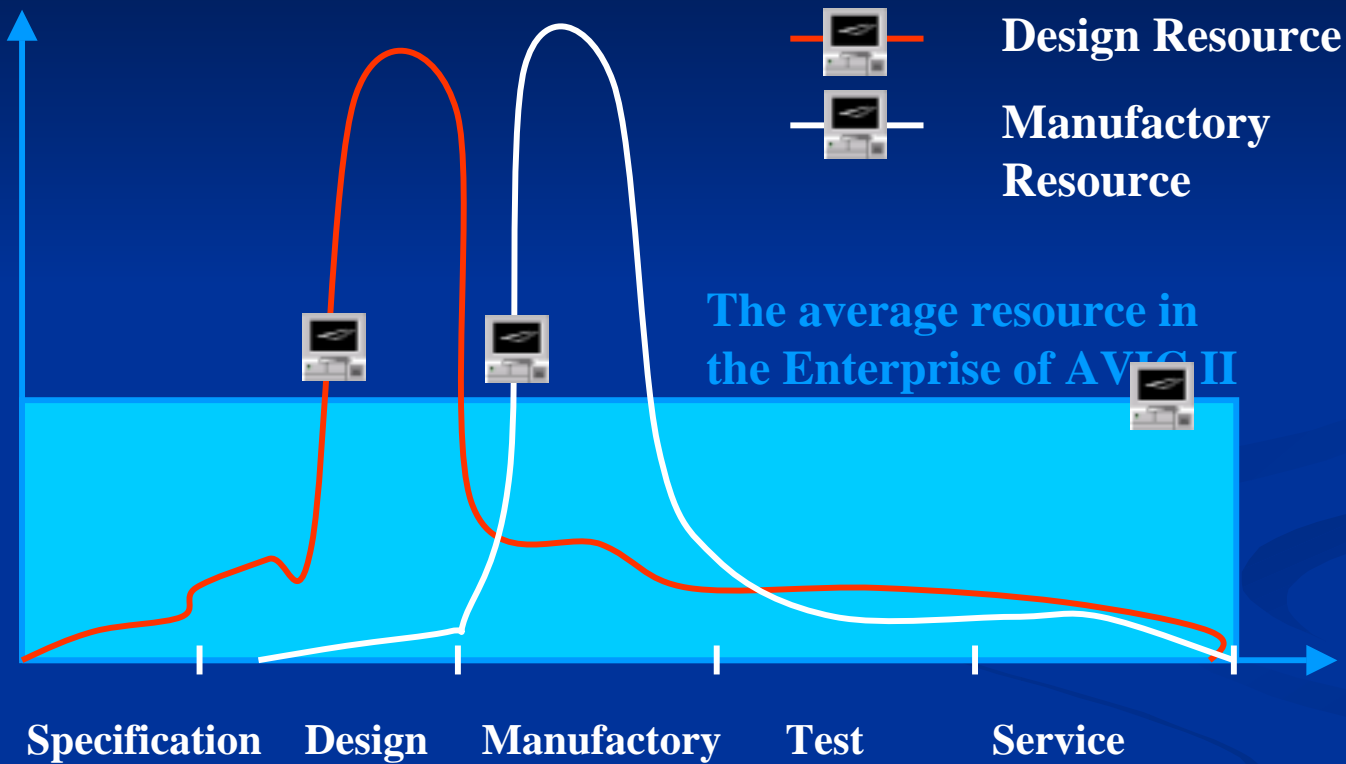 Design Resource
Manufactory
Resource
The average resource in
the Enterprise of AVIC II
Specification Design Manufactory Test Service